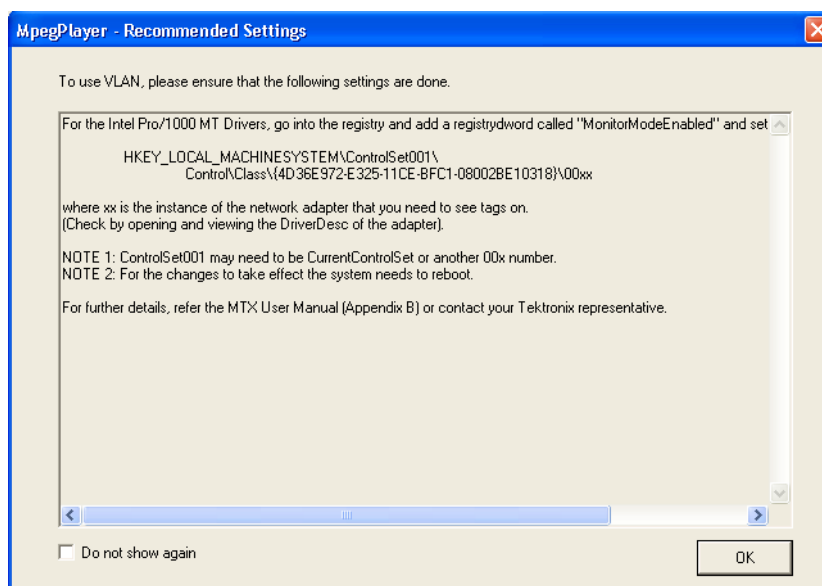 MpegPlayer - Recommended Settings
To use VLAN, please ensure that the following settings are done.
For the Intel Pro/1000 MT Drivers, go into the registry and add a registrydword called "MonitorModeEnabled" and set
HKEY_LOCAL_MACHINESYSTEM\ControlSet001\
Control\Class\{4D36E972-E325-11CE-BFC1-08002BE10318}\00xx
where xx is the instance of the network adapter that you need to see tags on.
(Check by opening and viewing the DriverDesc of the adapter).
NOTE 1: ControlSet001 may need to be CurrentControlSet or another 00x number.
NOTE 2: For the changes to take effect the system needs to reboot.
For further details, refer the MTX User Manual (Appendix B) or contact your Tektronix representative.
Do not show again
OK